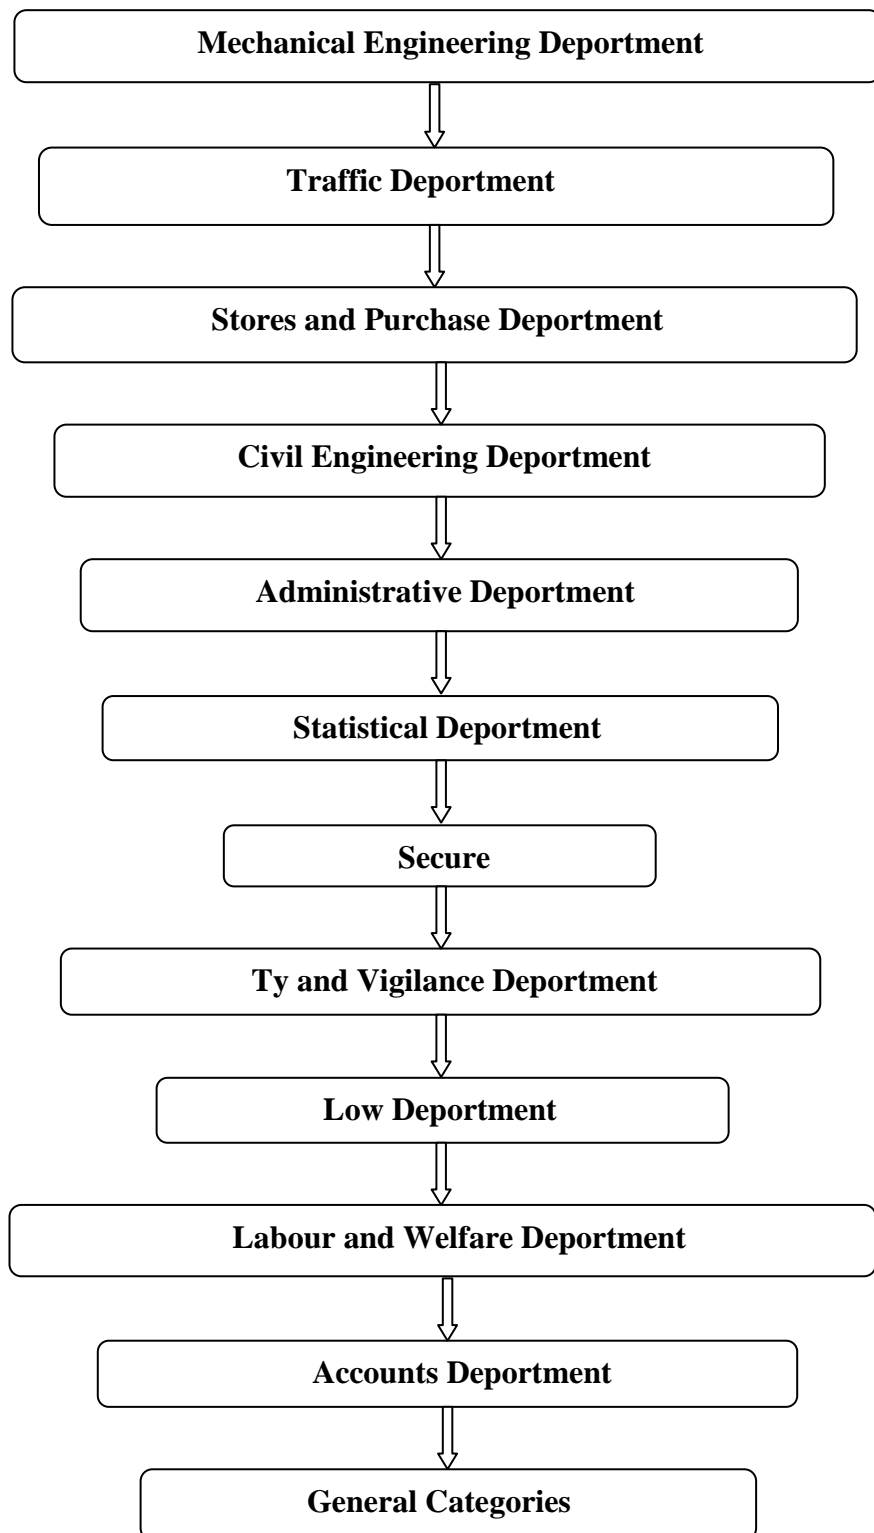 Mechanical Engineering Deportment
Traffic Deportment
Stores and Purchase Deportment
Civil Engineering Deportment
Administrative Deportment
Statistical Deportment
Secure
Ty and Vigilance Deportment
Low Deportment
Labour and Welfare Deportment
Accounts Deportment
General Categories